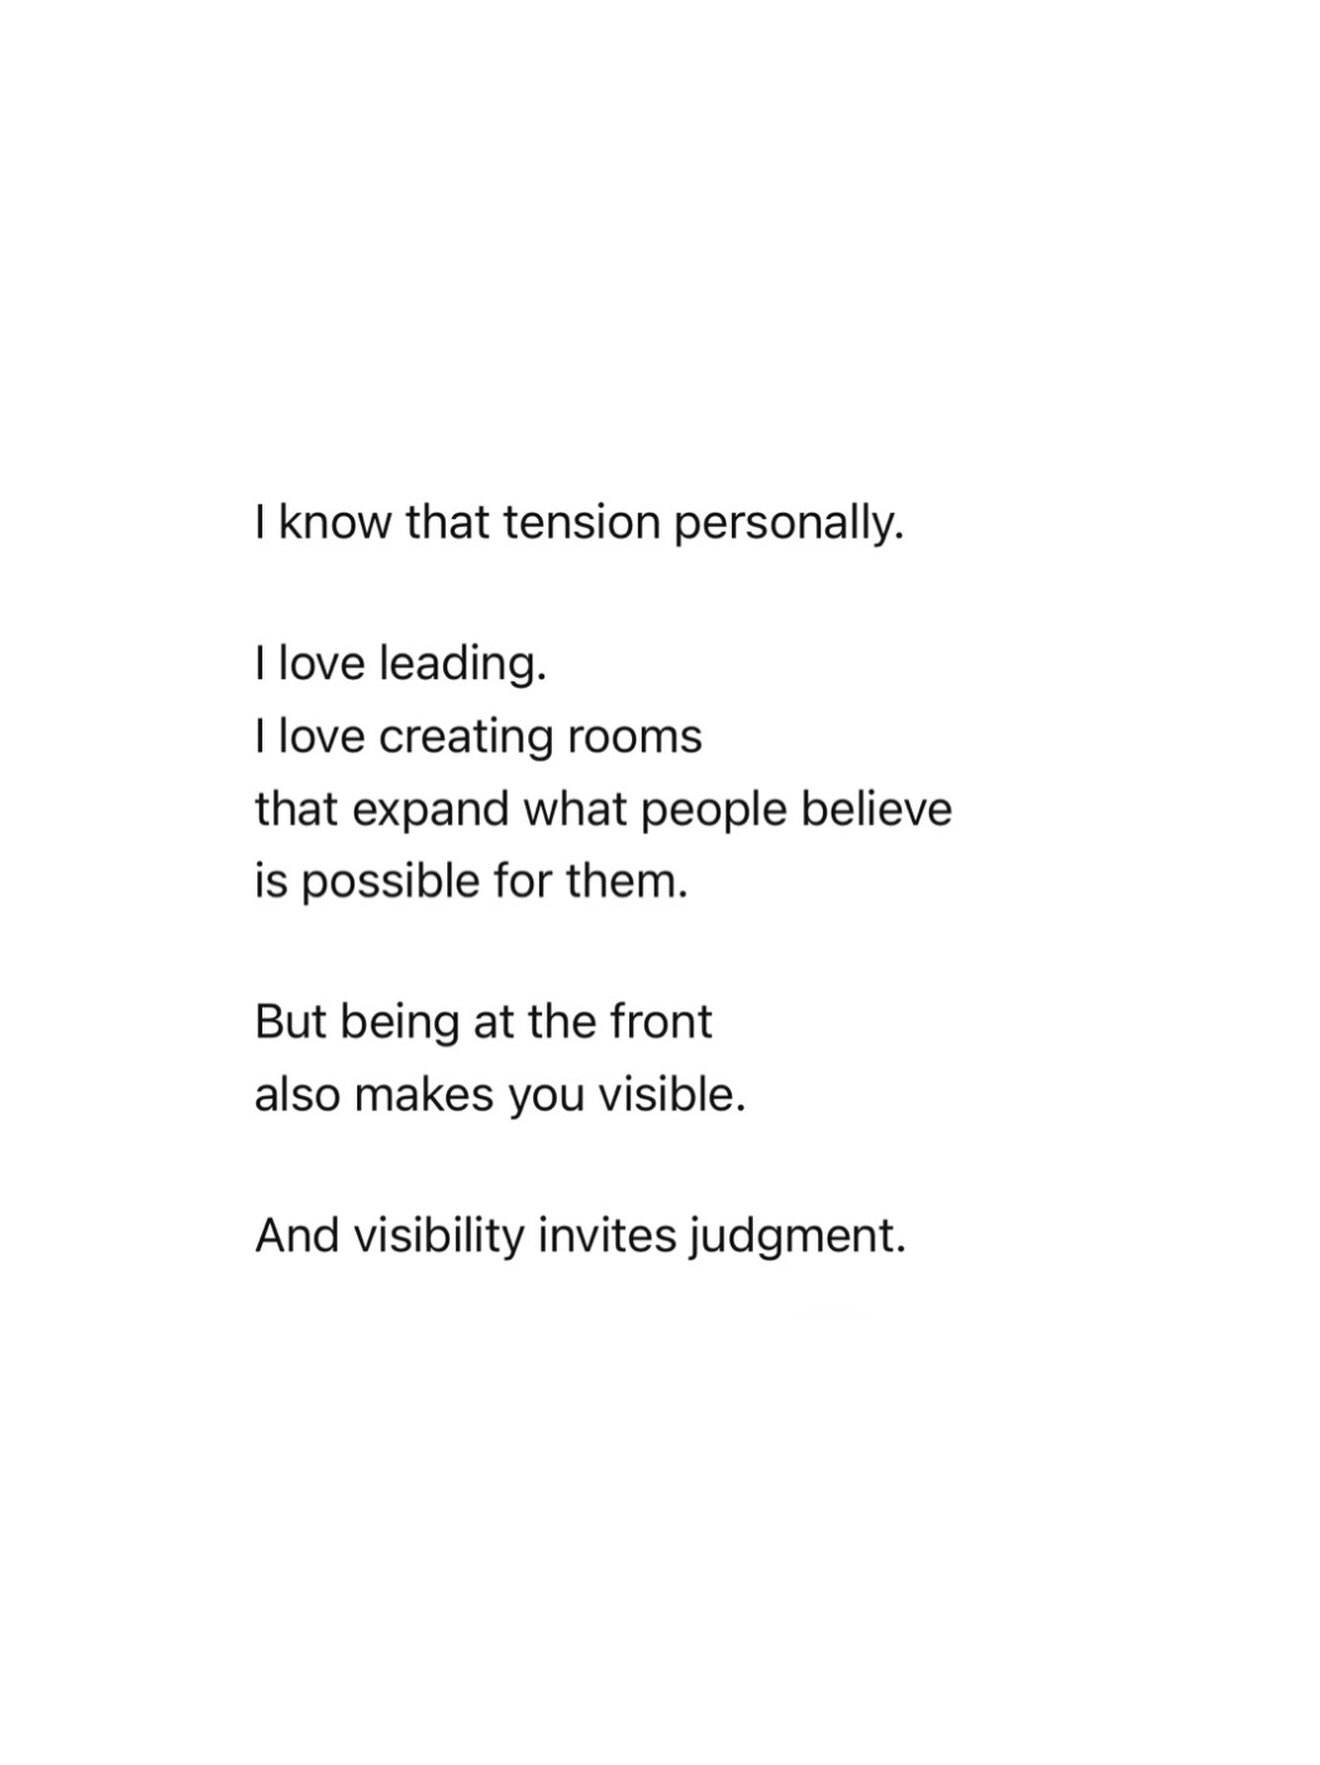 I know that tension personally.
I love leading.
I love creating rooms
that expand what people believe
is possible for them.
But being at the front
also makes you visible.
And visibility invites judgment.